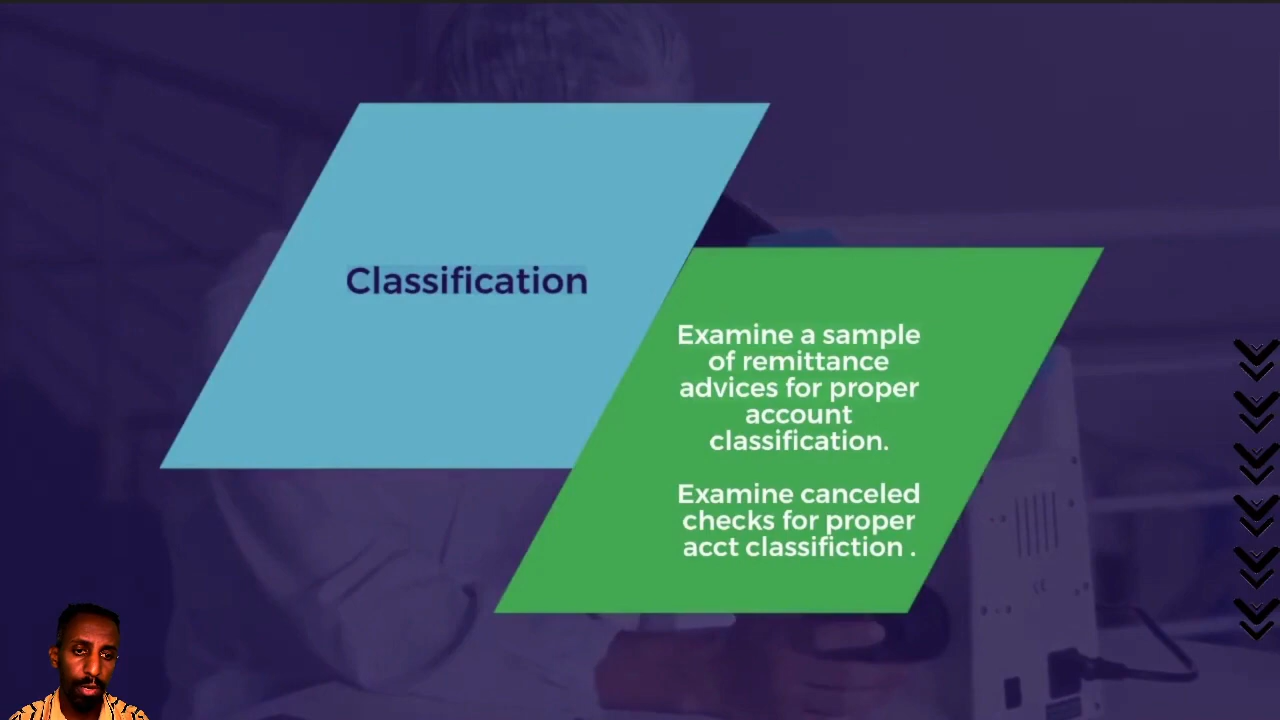 Classification
Examine a sample
of remittance
advices for proper
account
classification.
Examine canceled
checks for proper
acct classifiction .